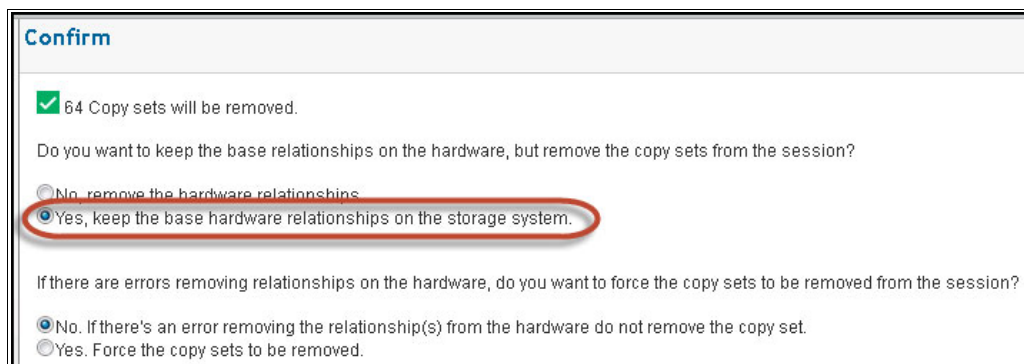 Confirm
64 Copy sets will be removed.
Do you want to keep the base relationships on the hardware, but remove the copy sets from the session?
No, remove the hardware relationships.
Yes, keep the base hardware relationships on the storage system.
If there are errors removing relationships on the hardware, do you want to force the copy sets to be removed from the session?
No. If there's an error removing the relationship(s) from the hardware do not remove the copy set.
Yes. Force the copy sets to be removed.